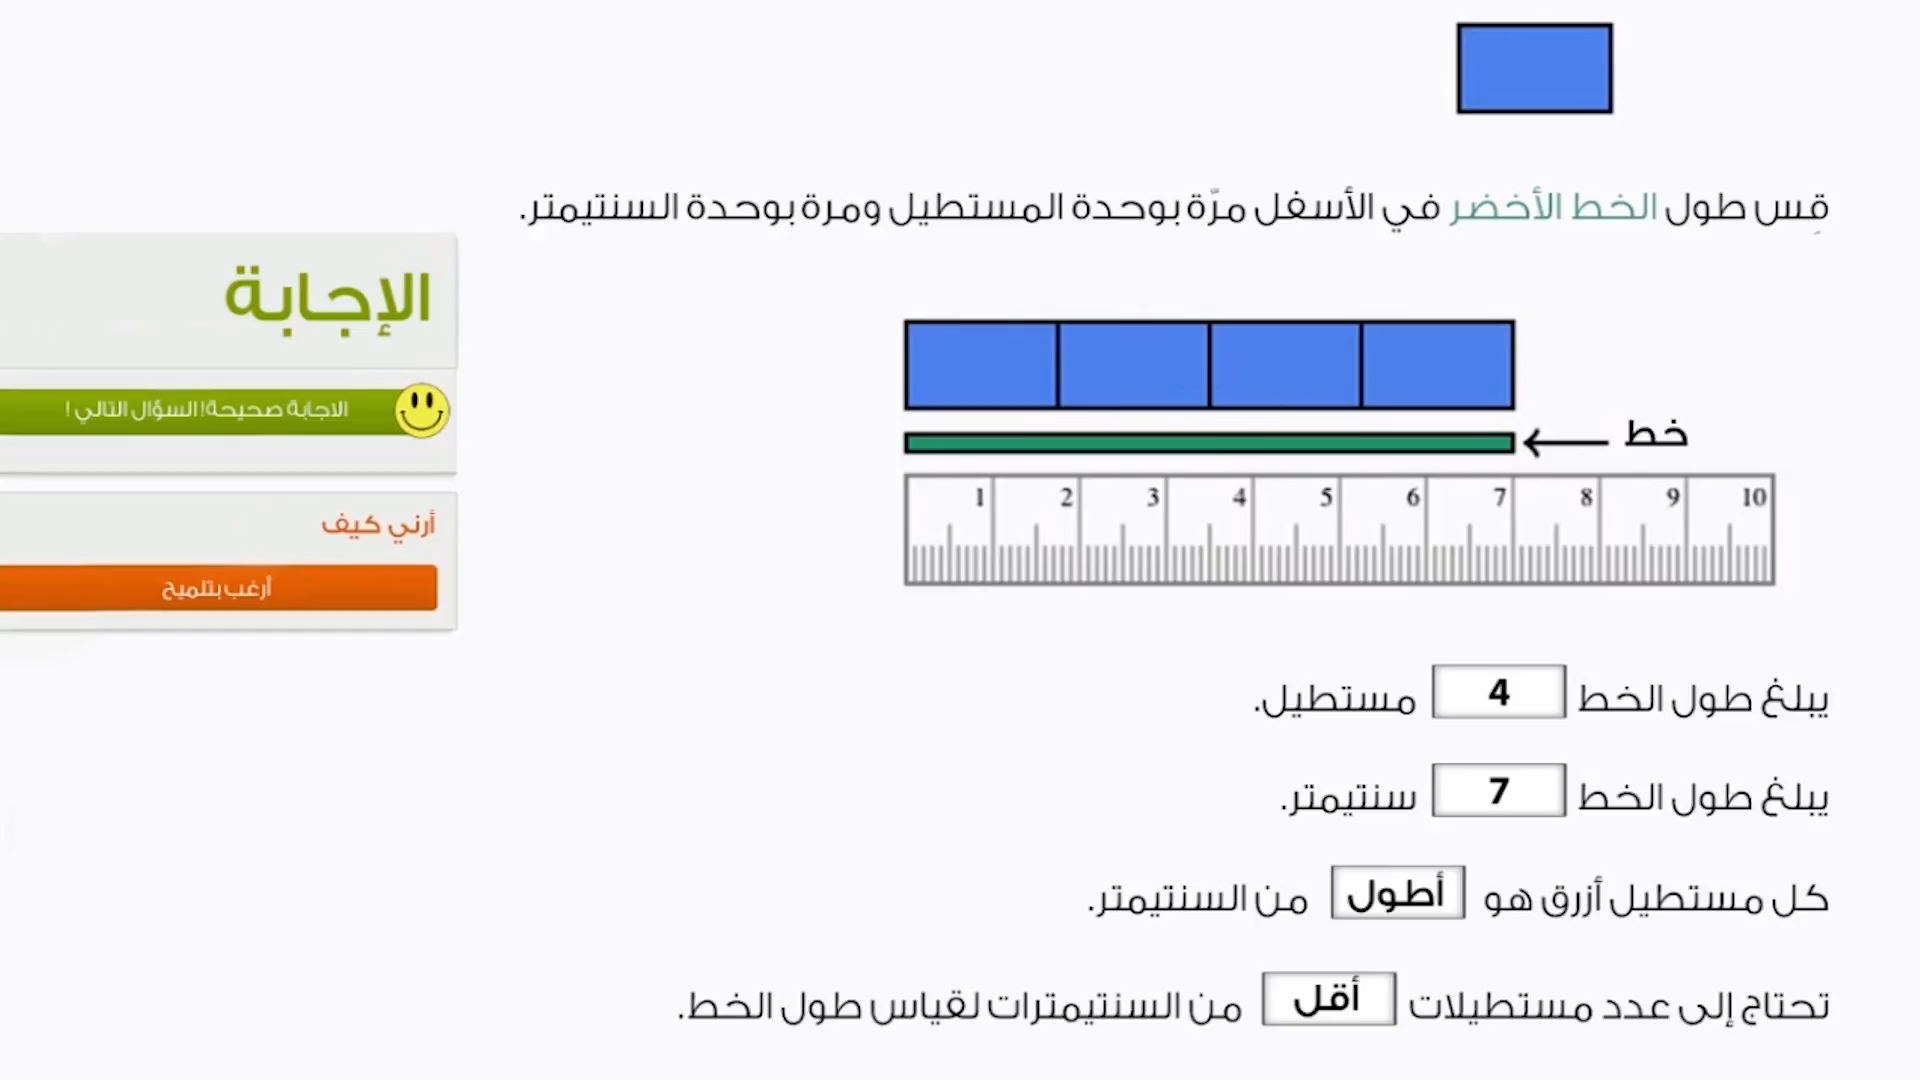 قِس طول الخط الأخضر في الأسفل مرّة بوحدة المستطيل ومرة بوحدة السنتيمتر.
خط
1 2 3 4 5 6 7 8 9 10
يبلغ طول الخط 4 مستطيل.
يبلغ طول الخط 7 سنتيمتر.
كل مستطيل أزرق هو أطول من السنتيمتر.
تحتاج إلى عدد مستطيلات أقل من السنتيمترات لقياس طول الخط.
الإجابة
الاجابة صحيحة! السؤال التالي !
أرني كيف
أرغب بتلميح